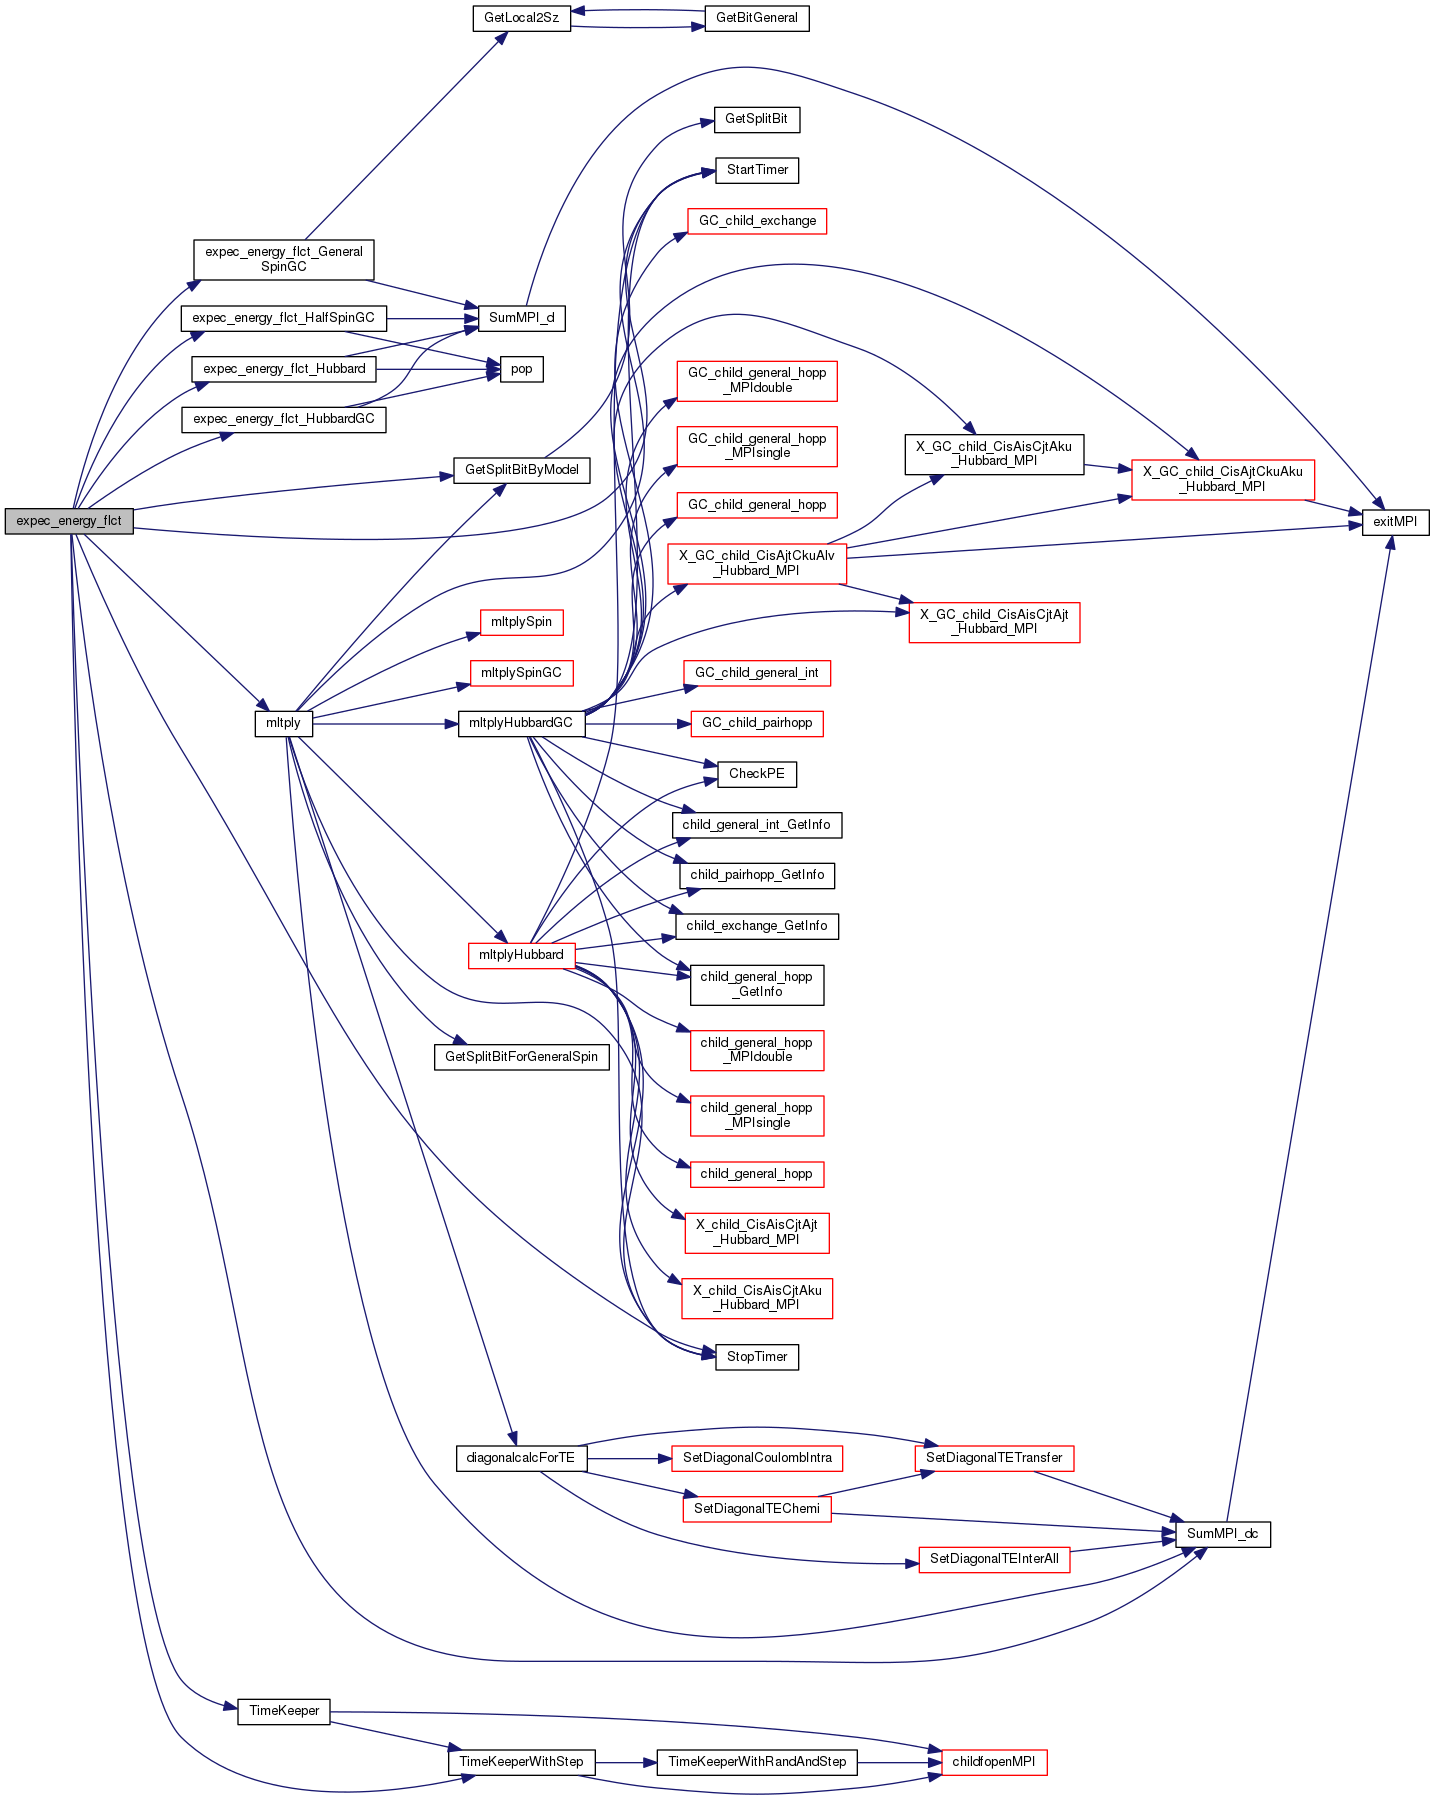 GetLocal2Sz
GetBitGeneral
GetSplitBit
StartTimer
GC_child_exchange
expec_energy_flct_General
SpinGC
expec_energy_flct_HalfSpinGC
SumMPI_d
expec_energy_flct_Hubbard
pop
expec_energy_flct_HubbardGC
GC_child_general_hopp
_MPIdouble
GC_child_general_hopp
_MPIsingle
X_GC_child_CisAisCjtAku
_Hubbard_MPI
GetSplitBitByModel
X_GC_child_CisAjtCkuAku
_Hubbard_MPI
GC_child_general_hopp
expec_energy_flct
exitMPI
X_GC_child_CisAjtCkuAlv
_Hubbard_MPI
X_GC_child_CisAisCjtAjt
_Hubbard_MPI
mltplySpin
mltplySpinGC
GC_child_general_int
mltply
mltplyHubbardGC
GC_child_pairhopp
CheckPE
child_general_int_GetInfo
child_pairhopp_GetInfo
child_exchange_GetInfo
mltplyHubbard
child_general_hopp
_GetInfo
GetSplitBitForGeneralSpin
child_general_hopp
_MPIdouble
child_general_hopp
_MPIsingle
child_general_hopp
X_child_CisAisCjtAjt
_Hubbard_MPI
X_child_CisAisCjtAku
_Hubbard_MPI
StopTimer
diagonalcalcForTE
SetDiagonalCoulombIntra
SetDiagonalTETransfer
SetDiagonalTEChemi
SumMPI_dc
SetDiagonalTEInterAll
TimeKeeper
TimeKeeperWithStep
TimeKeeperWithRandAndStep
childfopenMPI